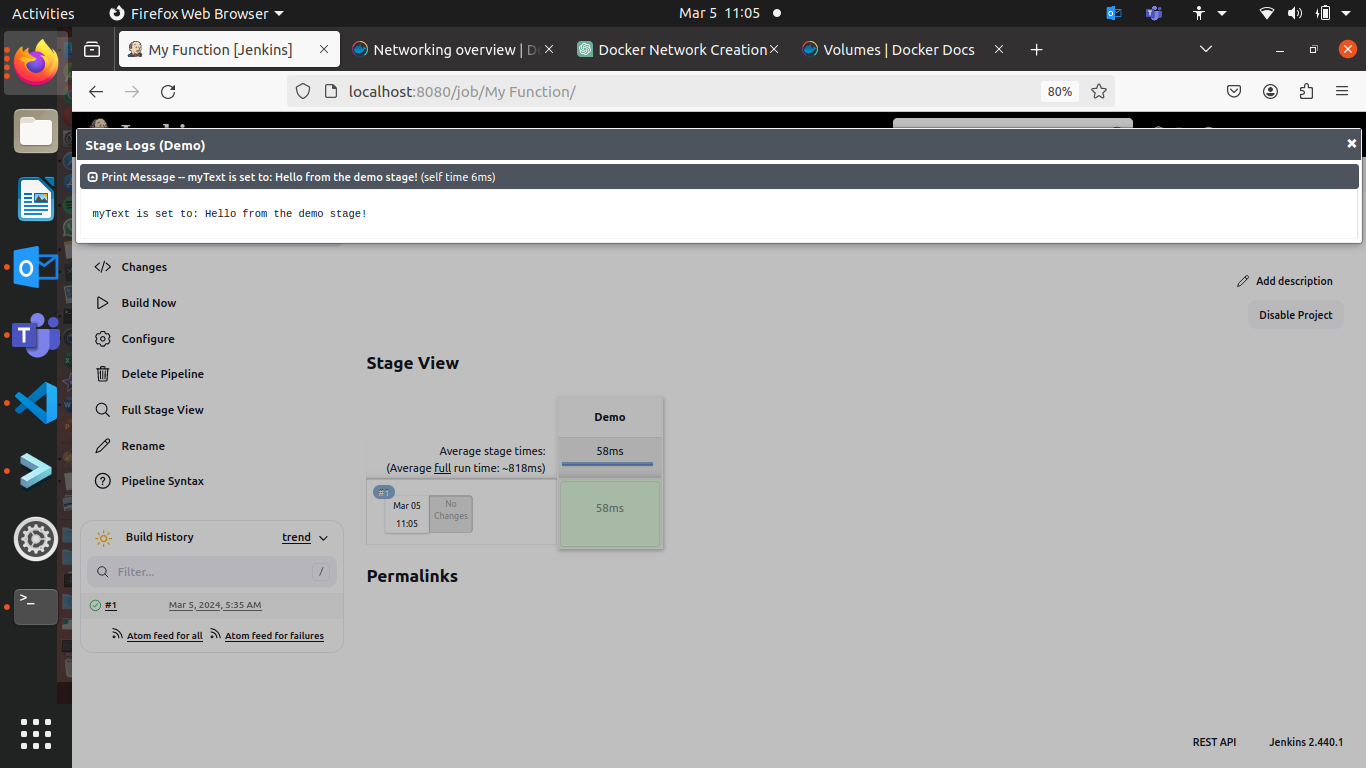 Activities
Firefox Web Browser
Mar 5 11:05
My Function [Jenkins]
Networking overview | Do
Docker Network Creation
Volumes | Docker Docs
localhost:8080/job/My Function/
80%
Stage Logs (Demo)
Print Message -- myText is set to: Hello from the demo stage! (self time 6ms)
myText is set to: Hello from the demo stage!
Changes
Build Now
Configure
Delete Pipeline
Full Stage View
Rename
Pipeline Syntax
Add description
Disable Project
Stage View
Demo
Average stage times:
58ms
(Average full run time: ~818ms)
#1
Mar 05
11:05
No
Changes
58ms
Build History
trend
Filter...
/
#1
Mar 5, 2024, 5:35 AM
Atom feed for all
Atom feed for failures
Permalinks
REST API
Jenkins 2.440.1